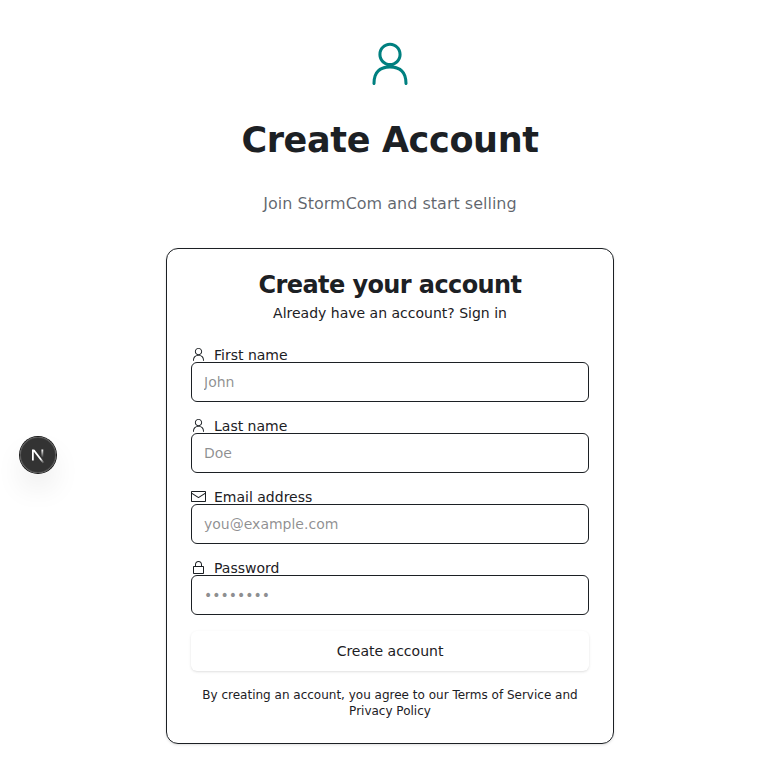 Create Account
Join StormCom and start selling
Create your account
Already have an account? Sign in
First name
John
Last name
Doe
N
Email address
you@example.com
Password
••••••••
Create account
By creating an account, you agree to our Terms of Service and
Privacy Policy